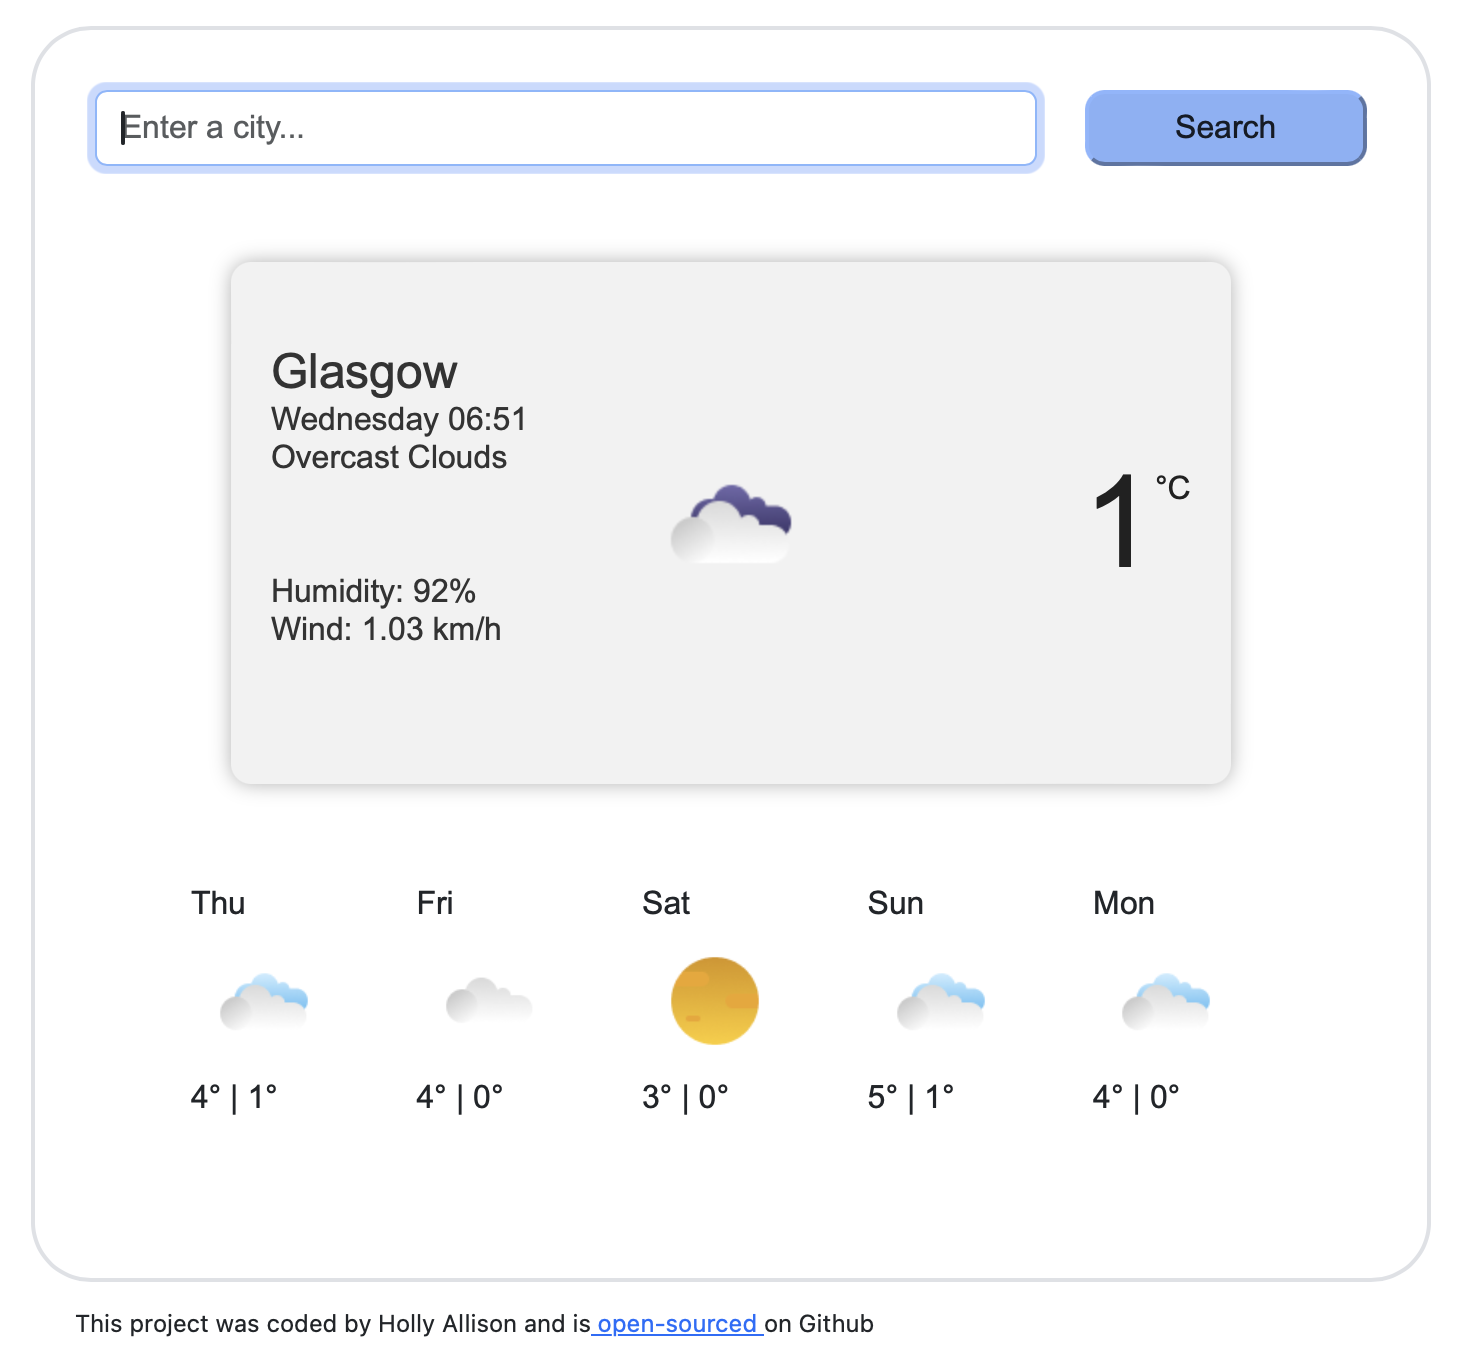 Enter a city...
Search
Glasgow
Wednesday 06:51
Overcast Clouds
1 °C
Humidity: 92%
Wind: 1.03 km/h
Thu Fri Sat Sun Mon
4° | 1° 4° | 0° 3° | 0° 5° | 1° 4° | 0°
This project was coded by Holly Allison and is open-sourced on Github